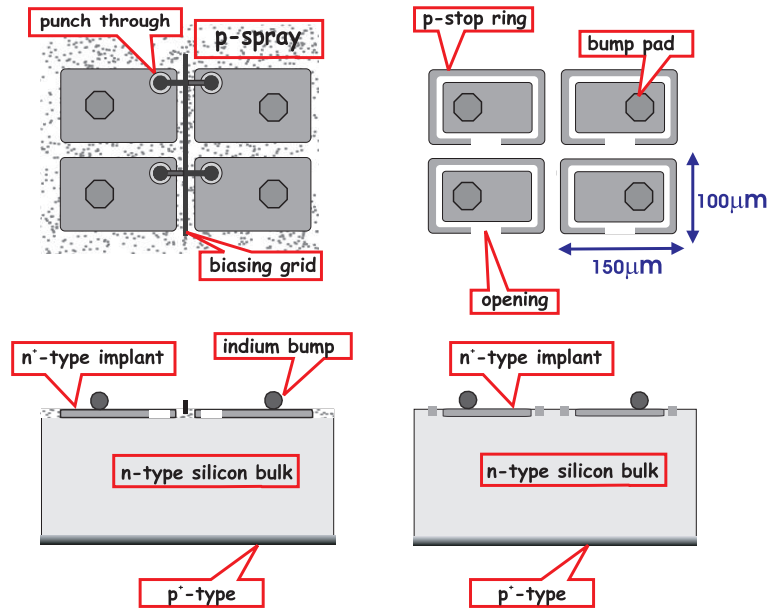 punch through
p-spray
p-stop ring
bump pad
100μm
biasing grid
150μm
opening
n⁺-type implant
indium bump
n⁺-type implant
n-type silicon bulk
n-type silicon bulk
p⁺-type
p⁺-type